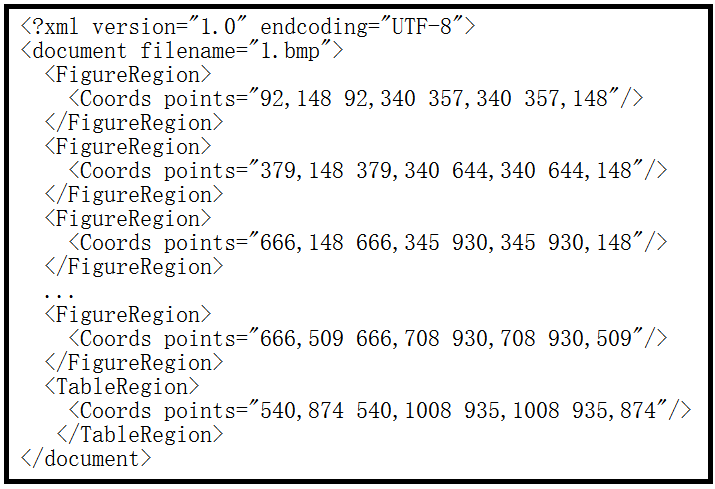 <?xml version="1.0" endcoding="UTF-8">
<document filename="1.bmp">
  <FigureRegion>
    <Coords points="92,148 92,340 357,340 357,148"/>
  </FigureRegion>
  <FigureRegion>
    <Coords points="379,148 379,340 644,340 644,148"/>
  </FigureRegion>
  <FigureRegion>
    <Coords points="666,148 666,345 930,345 930,148"/>
  </FigureRegion>
  ...
  <FigureRegion>
    <Coords points="666,509 666,708 930,708 930,509"/>
  </FigureRegion>
  <TableRegion>
    <Coords points="540,874 540,1008 935,1008 935,874"/>
   </TableRegion>
</document>